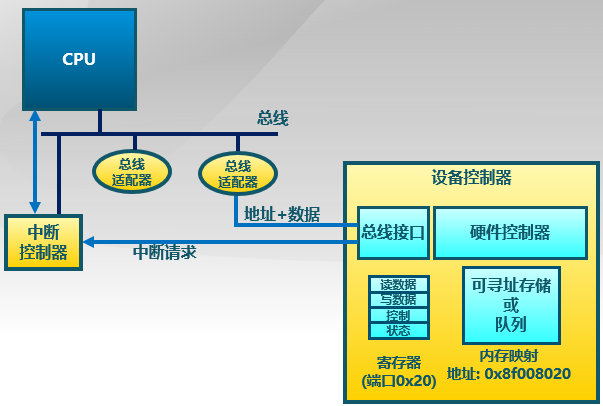 CPU
总线
总线
适配器
总线
适配器
设备控制器
地址+数据
总线接口
硬件控制器
中断
控制器
中断请求
读数据
写数据
控制
状态
可寻址存储
或
队列
寄存器
(端口0x20)
内存映射
地址: 0x8f008020